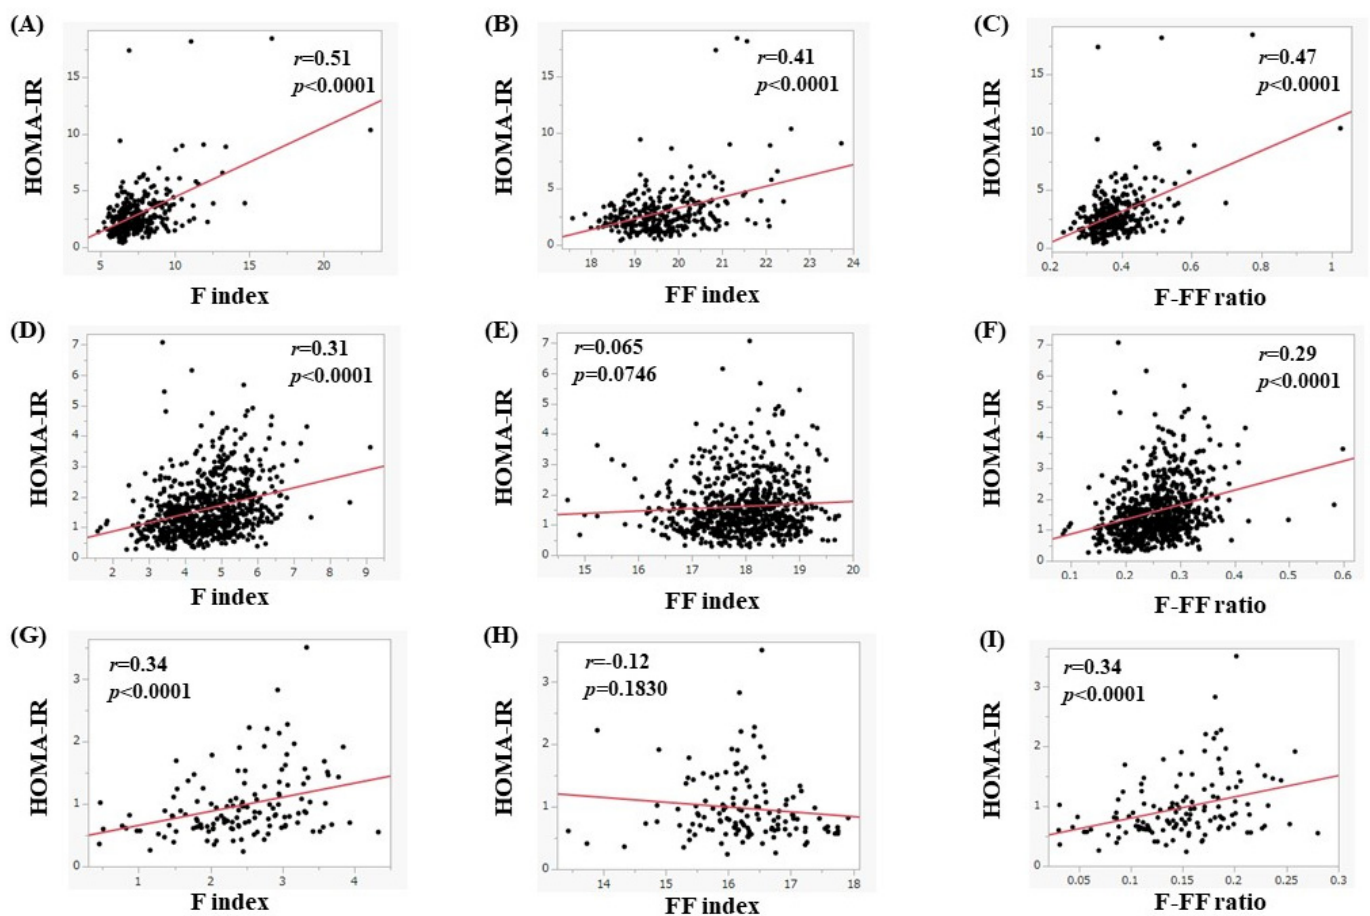 (A)
HOMA-IR
r=0.51
p<0.0001
15
10
5
0
5 10 15 20
F index
(B)
HOMA-IR
r=0.41
p<0.0001
15
10
5
0
18 19 20 21 22 23 24
FF index
(C)
HOMA-IR
r=0.47
p<0.0001
15
10
5
0
0.2 0.4 0.6 0.8 1
F-FF ratio
(D)
HOMA-IR
r=0.31
p<0.0001
7
6
5
4
3
2
1
0
2 3 4 5 6 7 8 9
F index
(E)
HOMA-IR
r=0.065
p=0.0746
7
6
5
4
3
2
1
0
15 16 17 18 19 20
FF index
(F)
HOMA-IR
r=0.29
p<0.0001
7
6
5
4
3
2
1
0
0.1 0.2 0.3 0.4 0.5 0.6
F-FF ratio
(G)
HOMA-IR
r=0.34
p<0.0001
3
2
1
0
1 2 3 4
F index
(H)
HOMA-IR
r=-0.12
p=0.1830
3
2
1
0
14 15 16 17 18
FF index
(I)
HOMA-IR
r=0.34
p<0.0001
3
2
1
0
0.05 0.1 0.15 0.2 0.25 0.3
F-FF ratio